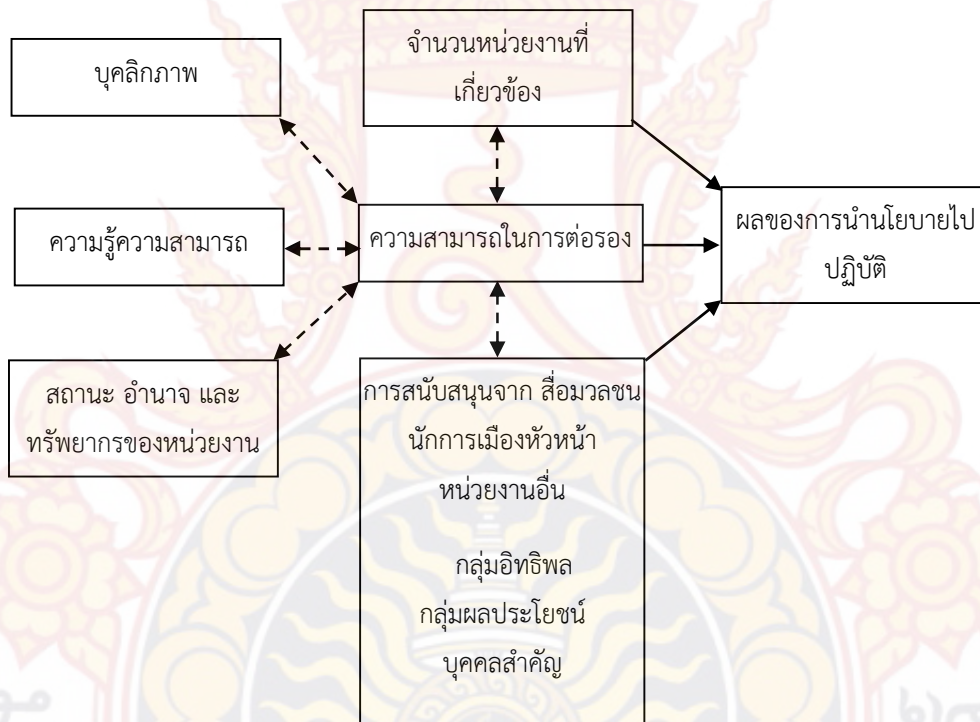 บุคลิกภาพ
จำนวนหน่วยงานที่
เกี่ยวข้อง
ความรู้ความสามารถ
ความสามารถในการต่อรอง
ผลของการนำนโยบายไป
ปฏิบัติ
สถานะ อำนาจ และ
ทรัพยากรของหน่วยงาน
การสนับสนุนจาก สื่อมวลชน
นักการเมืองหัวหน้า
หน่วยงานอื่น
กลุ่มอิทธิพล
กลุ่มผลประโยชน์
บุคคลสำคัญ